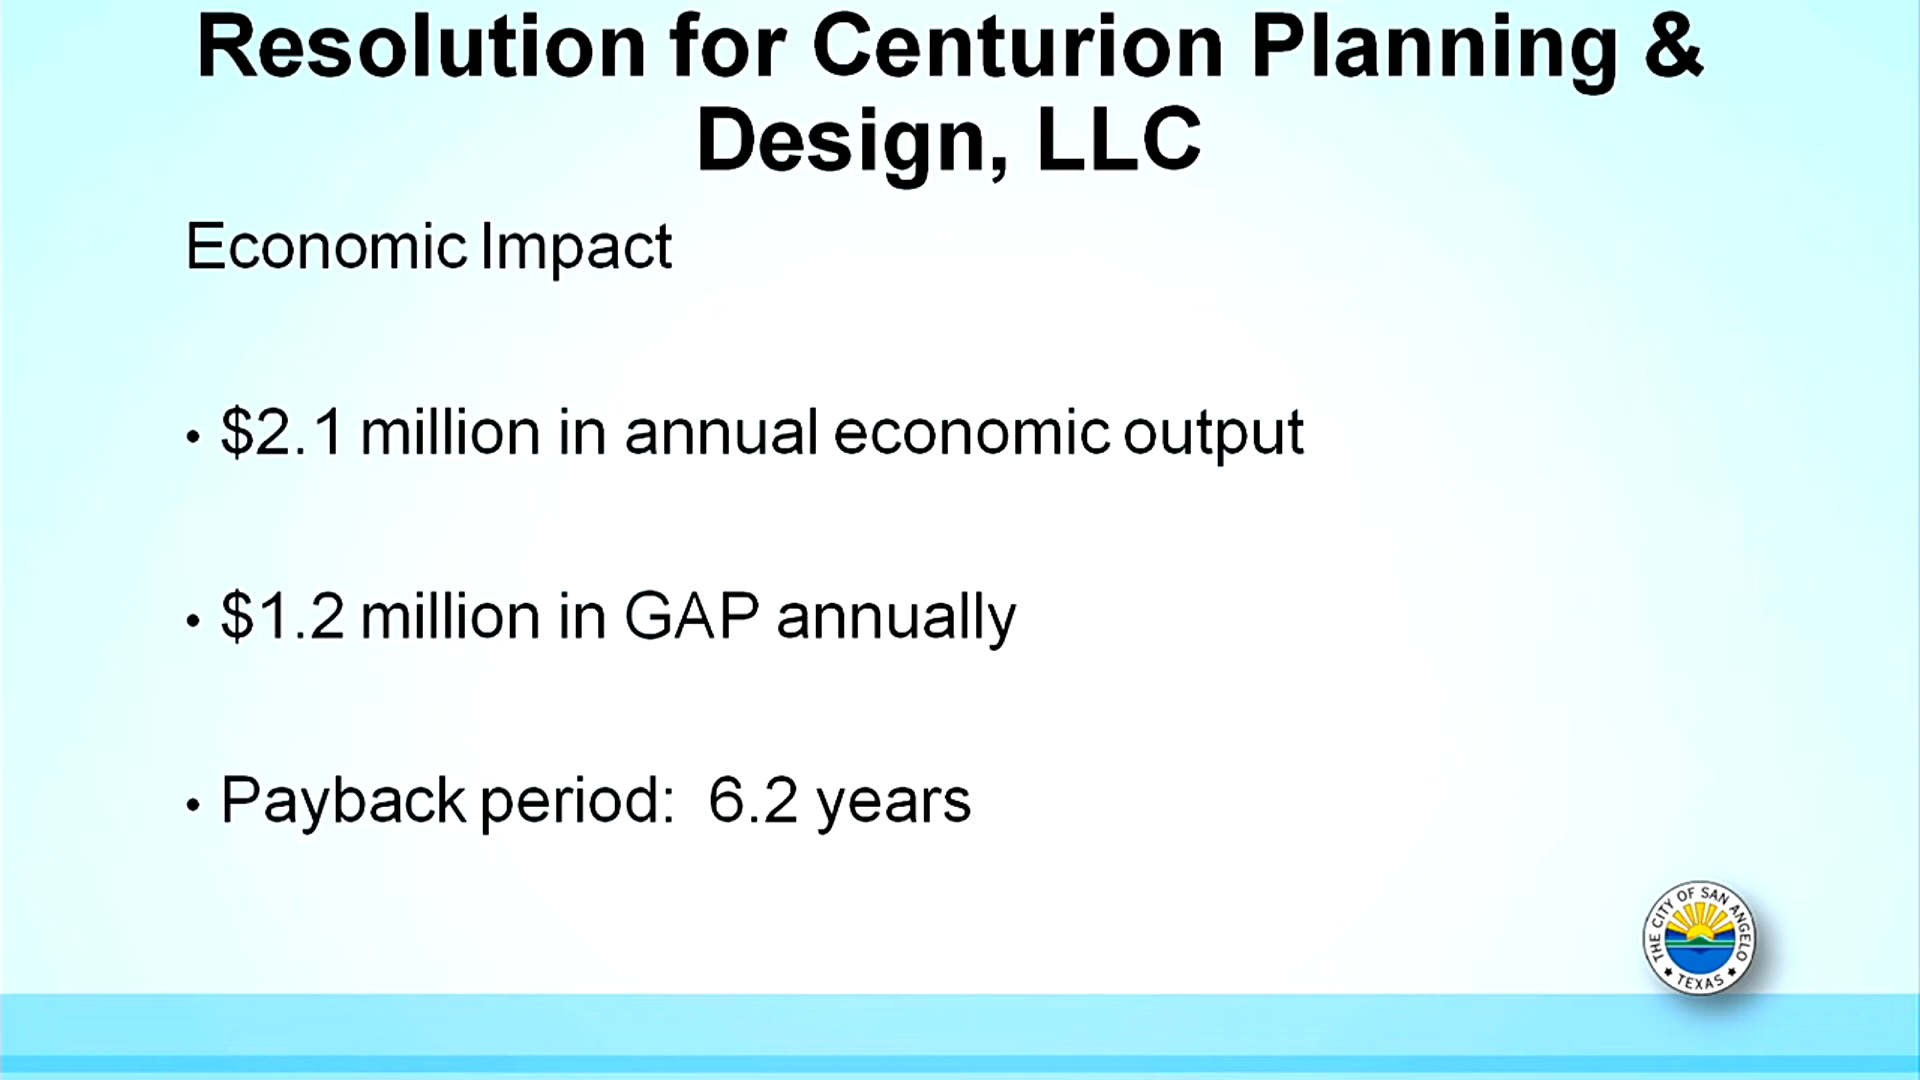 Resolution for Centurion Planning &
Design, LLC
Economic Impact
• $2.1 million in annual economic output
• $1.2 million in GAP annually
• Payback period:  6.2 years
THE CITY OF SAN ANGELO
★ TEXAS ★